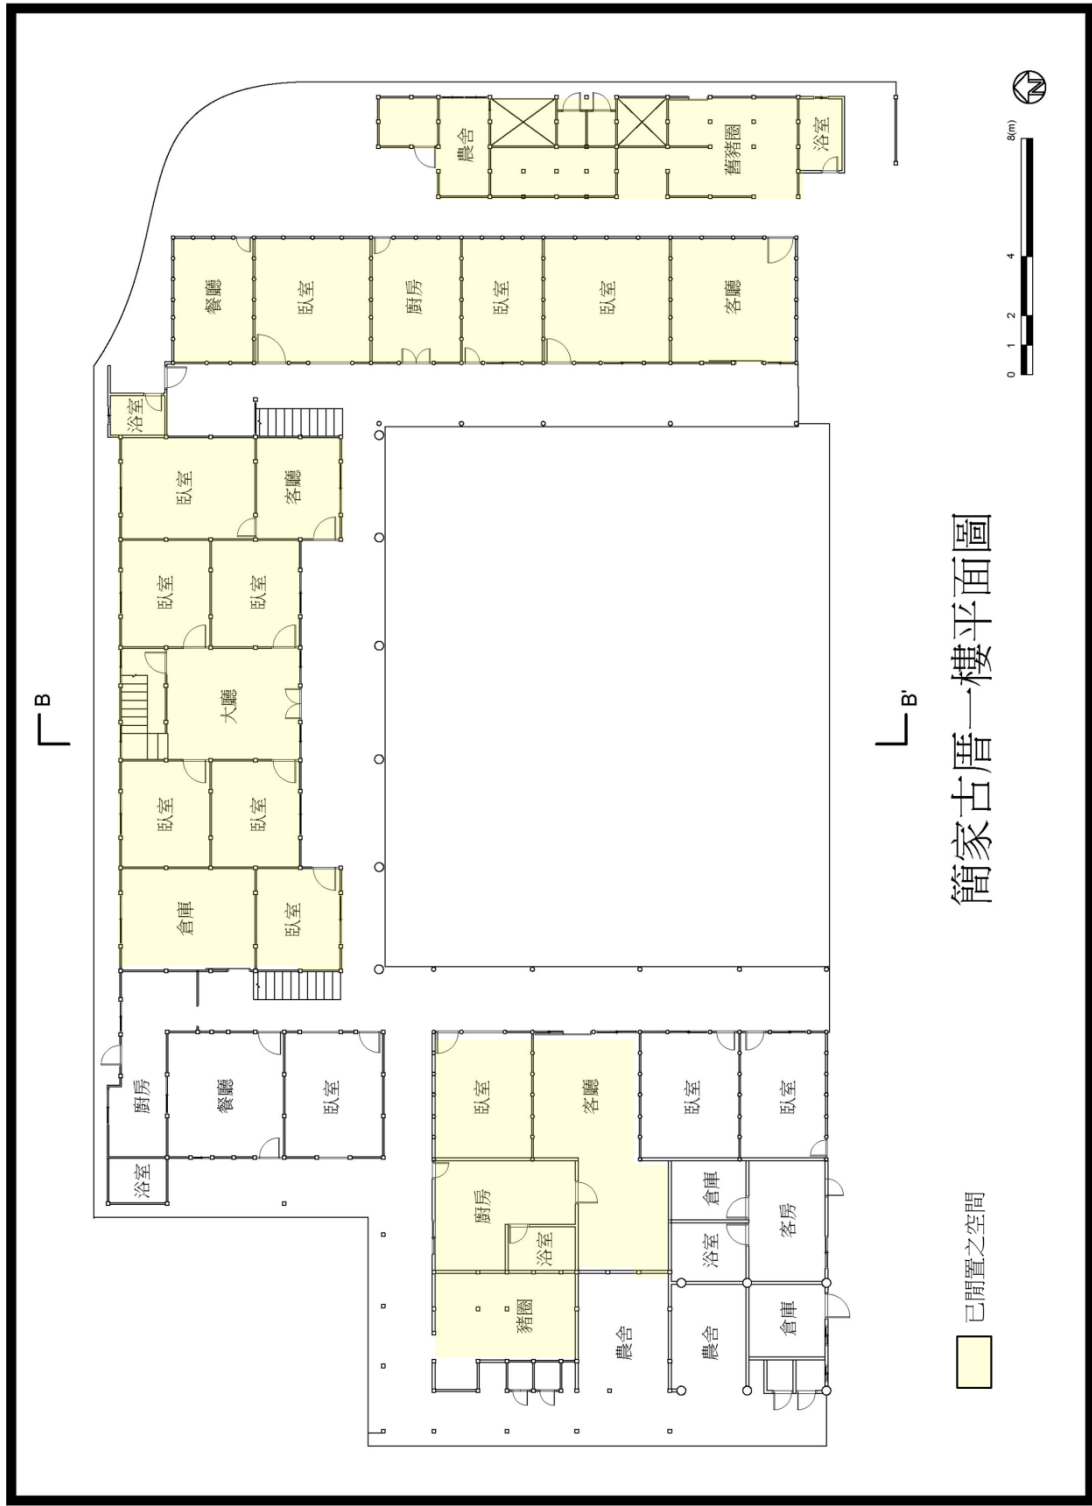 B
浴室
廚房
浴室
倉庫
臥室
臥室
臥室
餐廳
大廳
餐廳
臥室
臥室
臥室
客廳
臥室
臥室
廚房
農舍
廚房
臥室
臥室
豬圈
浴室
客廳
臥室
農舍
農舍
浴室
倉庫
臥室
客廳
舊豬圈
倉庫
客房
臥室
浴室
B'
已閒置之空間
簡家古厝一樓平面圖
0 1 2 4 8(m)
N